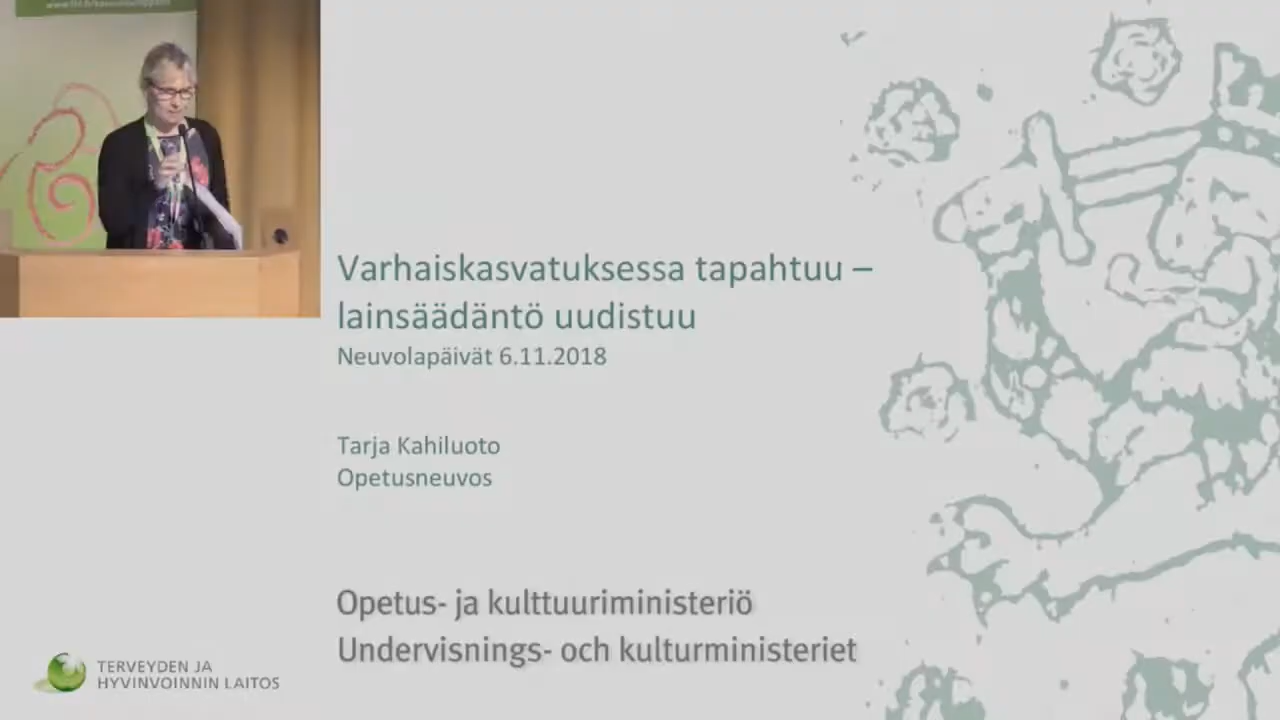 Varhaiskasvatuksessa tapahtuu –
lainsäädäntö uudistuu
Neuvolapäivät 6.11.2018
Tarja Kahiluoto
Opetusneuvos
Opetus- ja kulttuuriministeriö
Undervisnings- och kulturministeriet
TERVEYDEN JA
HYVINVOINNIN LAITOS